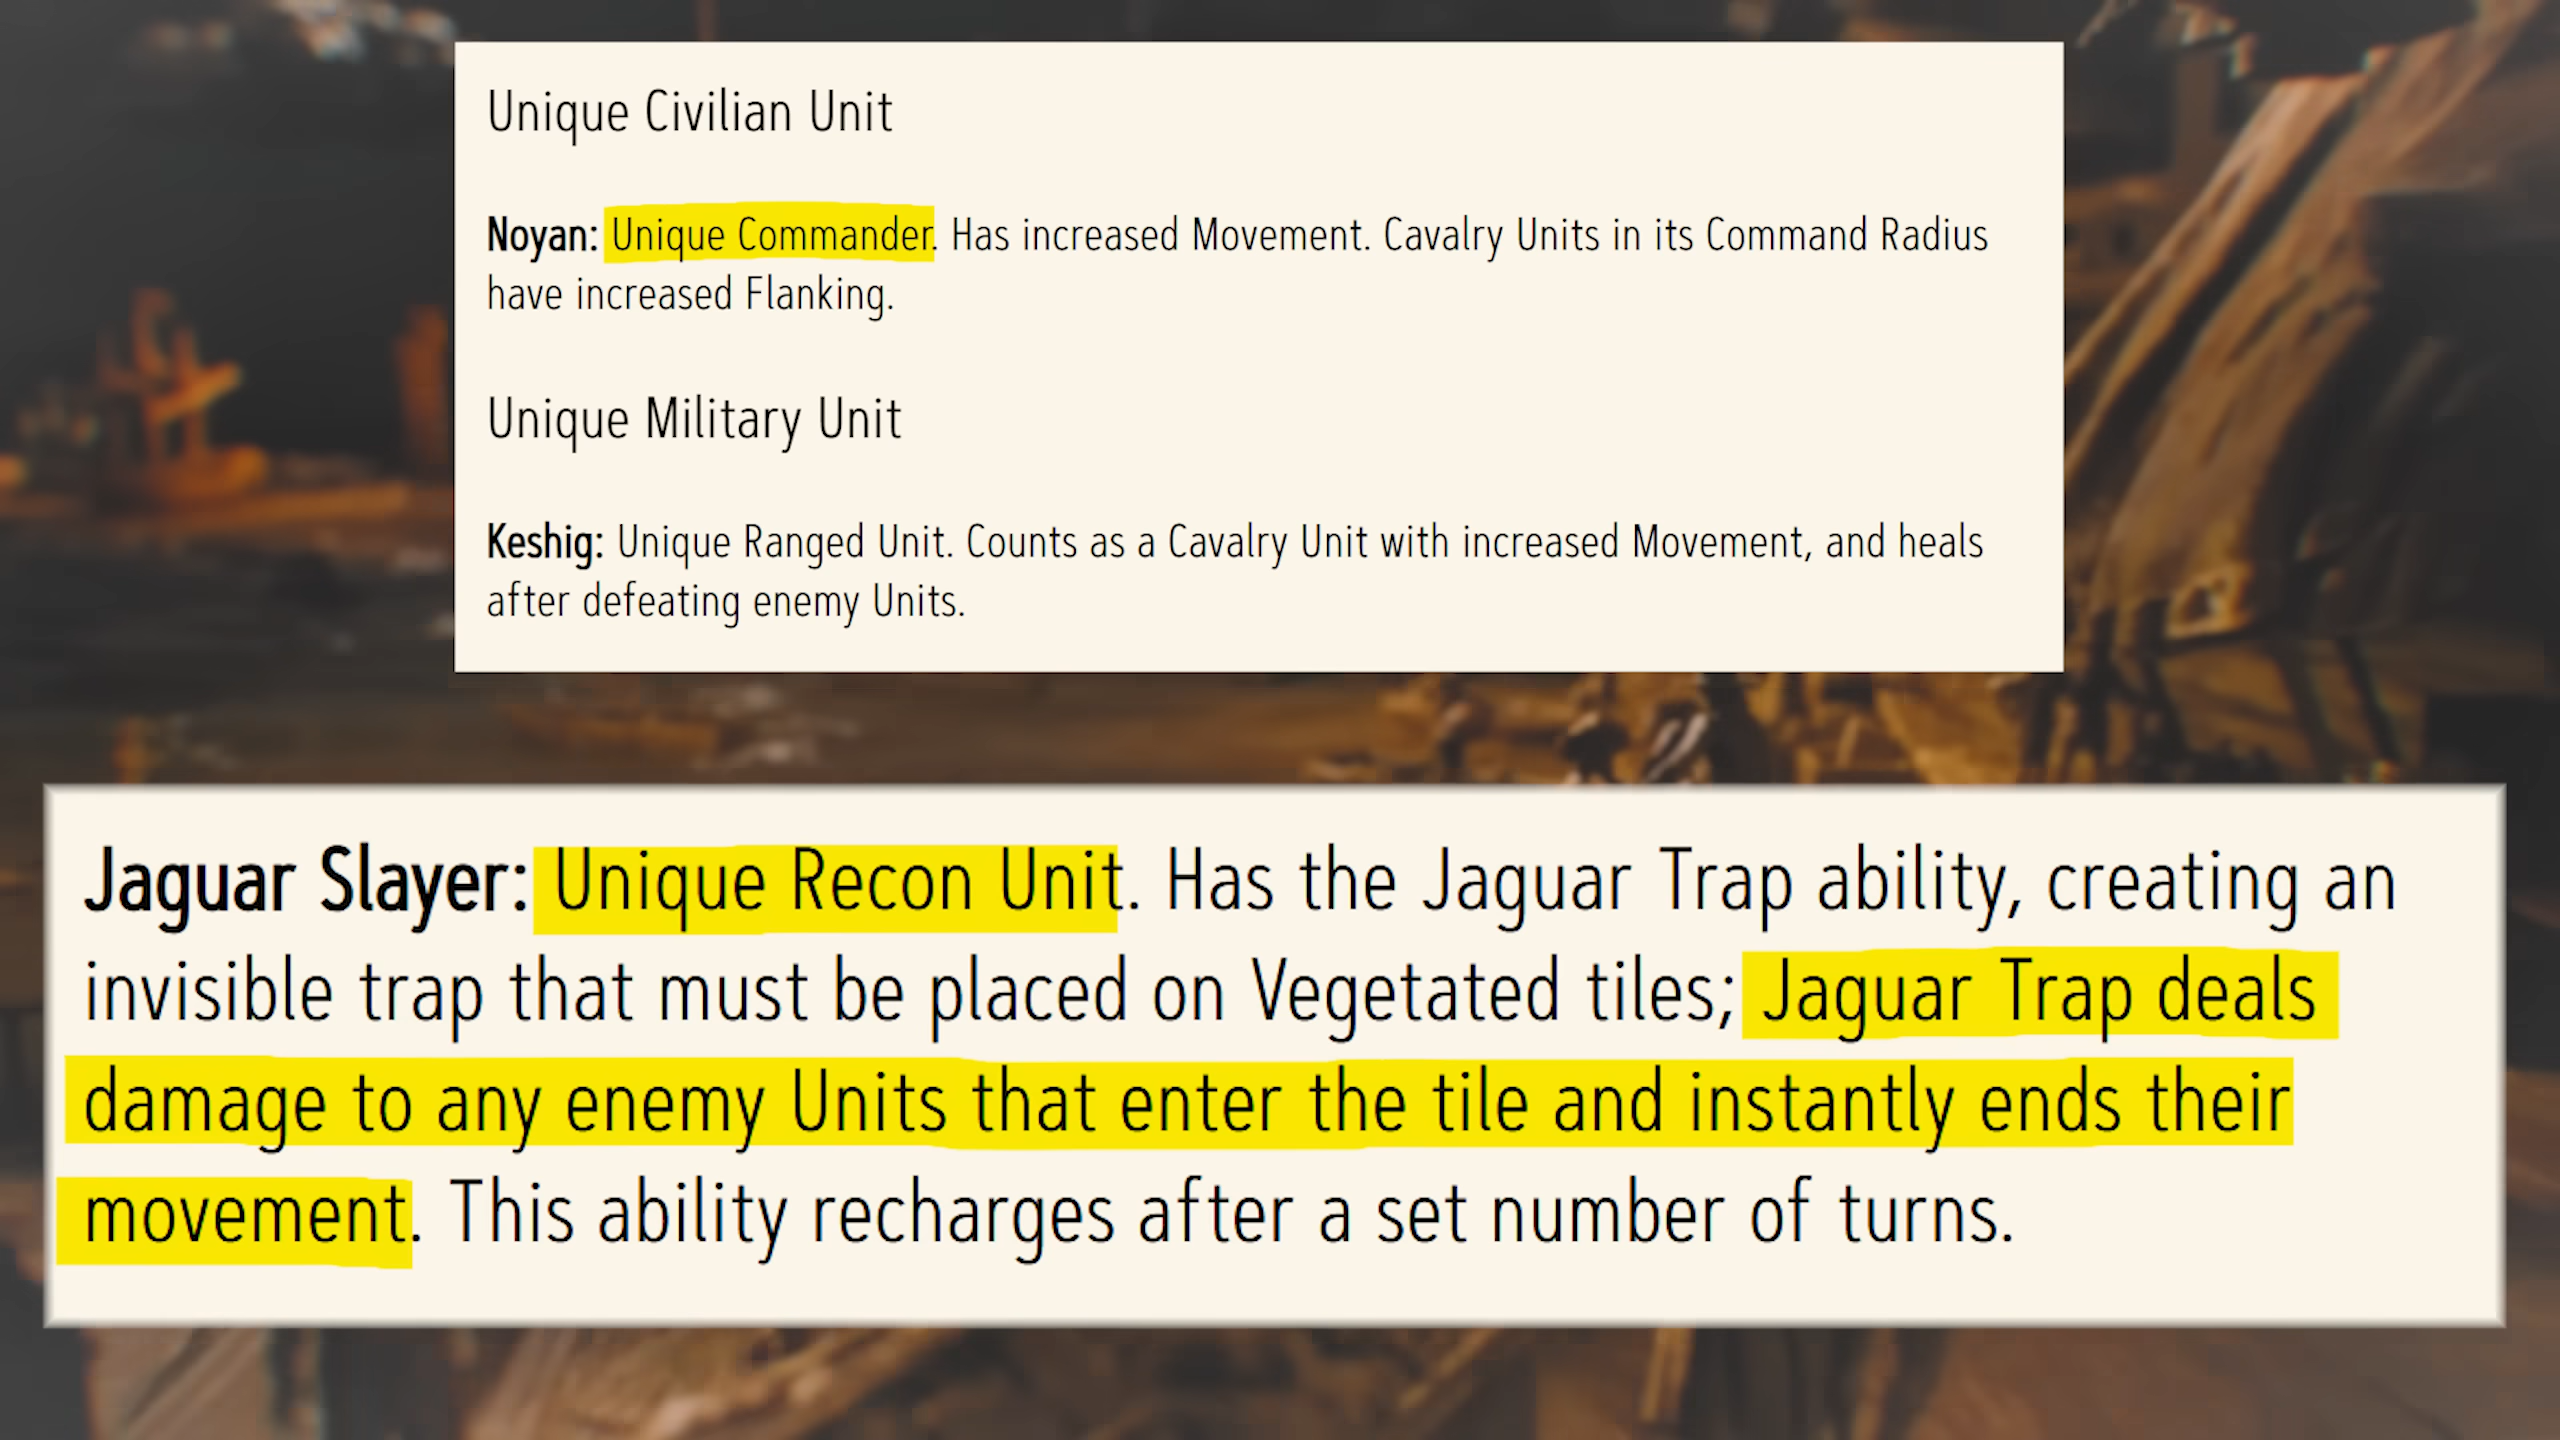 Unique Civilian Unit
Noyan: Unique Commander. Has increased Movement. Cavalry Units in its Command Radius
have increased Flanking.
Unique Military Unit
Keshig: Unique Ranged Unit. Counts as a Cavalry Unit with increased Movement, and heals
after defeating enemy Units.
Jaguar Slayer: Unique Recon Unit. Has the Jaguar Trap ability, creating an
invisible trap that must be placed on Vegetated tiles; Jaguar Trap deals
damage to any enemy Units that enter the tile and instantly ends their
movement. This ability recharges after a set number of turns.